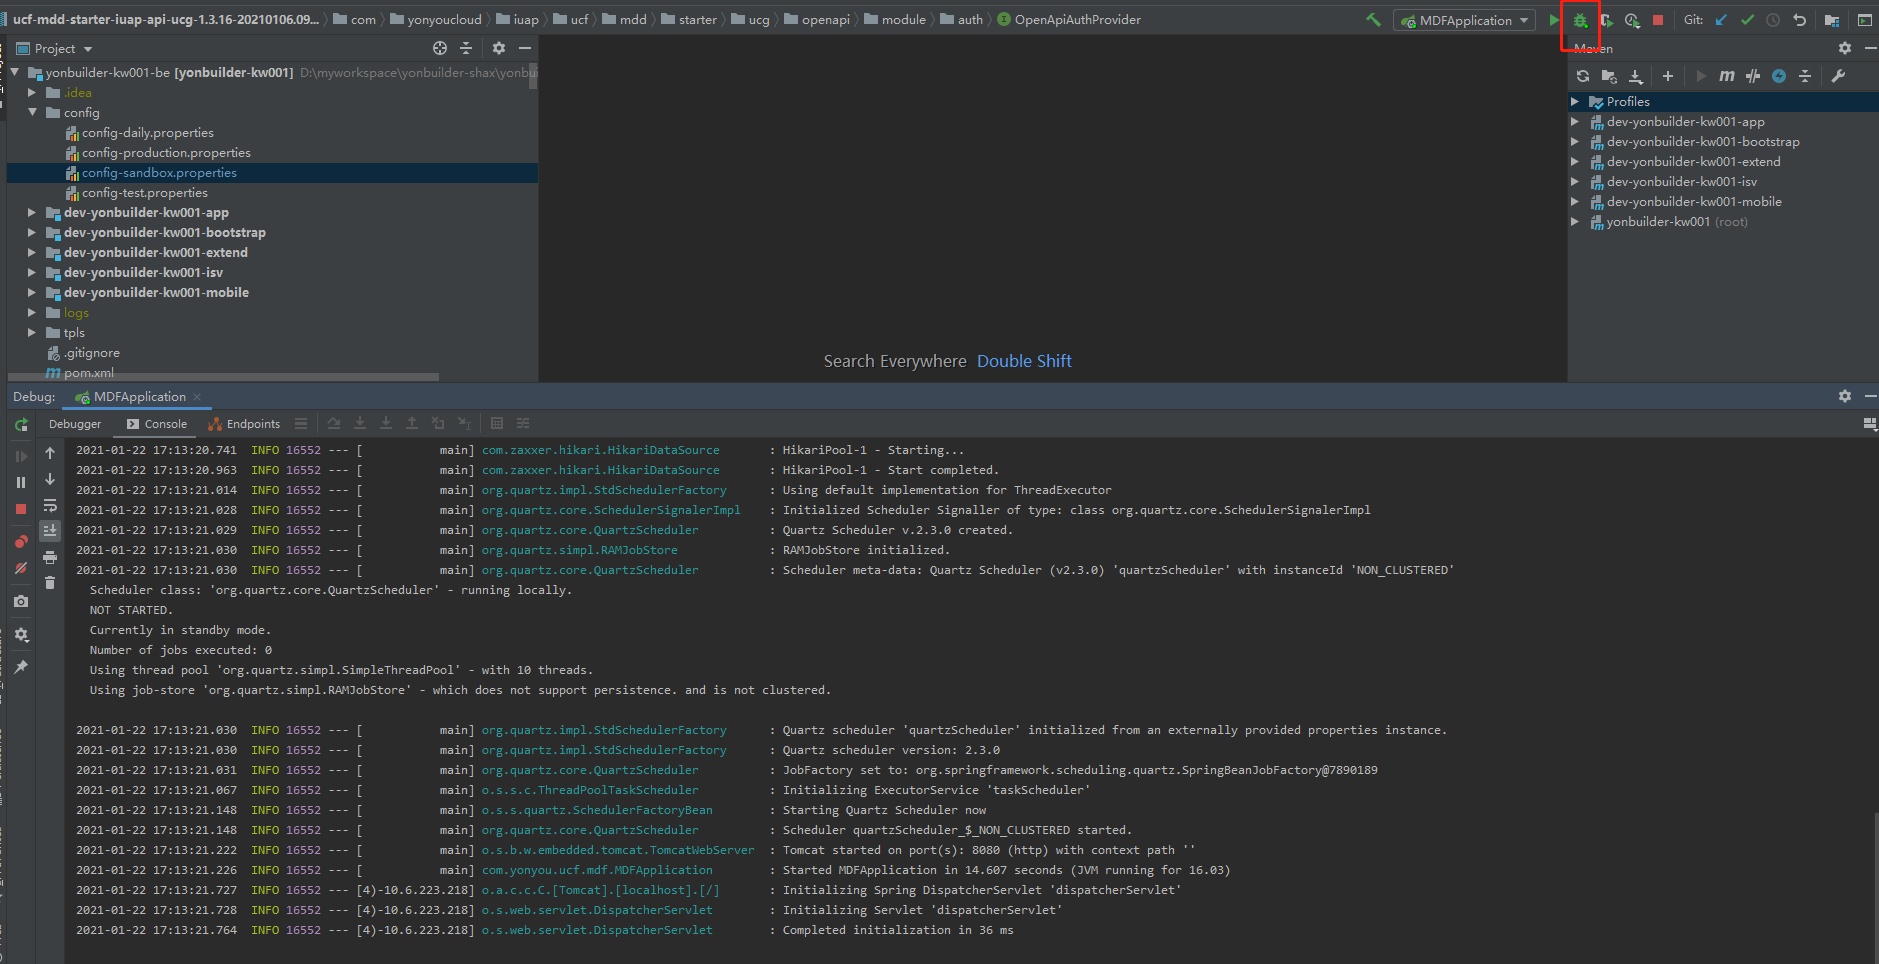 ucf-mdd-starter-iuap-api-ucg-1.3.16-20210106.09... com yonyoucloud iuap ucf mdd starter ucg openapi module auth OpenApiAuthProvider MDFApplication Git:
Project
Maven
yonbuilder-kw001-be [yonbuilder-kw001] D:\myworkspace\yonbuilder-shax\yonbui
.idea
config
config-daily.properties
config-production.properties
config-sandbox.properties
config-test.properties
dev-yonbuilder-kw001-app
dev-yonbuilder-kw001-bootstrap
dev-yonbuilder-kw001-extend
dev-yonbuilder-kw001-isv
dev-yonbuilder-kw001-mobile
logs
tpls
.gitignore
pom.xml
Search Everywhere Double Shift
Profiles
dev-yonbuilder-kw001-app
dev-yonbuilder-kw001-bootstrap
dev-yonbuilder-kw001-extend
dev-yonbuilder-kw001-isv
dev-yonbuilder-kw001-mobile
yonbuilder-kw001 (root)
Debug: MDFApplication
Debugger Console Endpoints
2021-01-22 17:13:20.741 INFO 16552 --- [ main] com.zaxxer.hikari.HikariDataSource : HikariPool-1 - Starting...
2021-01-22 17:13:20.963 INFO 16552 --- [ main] com.zaxxer.hikari.HikariDataSource : HikariPool-1 - Start completed.
2021-01-22 17:13:21.014 INFO 16552 --- [ main] org.quartz.impl.StdSchedulerFactory : Using default implementation for ThreadExecutor
2021-01-22 17:13:21.028 INFO 16552 --- [ main] org.quartz.core.SchedulerSignalerImpl : Initialized Scheduler Signaller of type: class org.quartz.core.SchedulerSignalerImpl
2021-01-22 17:13:21.029 INFO 16552 --- [ main] org.quartz.core.QuartzScheduler : Quartz Scheduler v.2.3.0 created.
2021-01-22 17:13:21.030 INFO 16552 --- [ main] org.quartz.simpl.RAMJobStore : RAMJobStore initialized.
2021-01-22 17:13:21.030 INFO 16552 --- [ main] org.quartz.core.QuartzScheduler : Scheduler meta-data: Quartz Scheduler (v2.3.0) 'quartzScheduler' with instanceId 'NON_CLUSTERED'
Scheduler class: 'org.quartz.core.QuartzScheduler' - running locally.
NOT STARTED.
Currently in standby mode.
Number of jobs executed: 0
Using thread pool 'org.quartz.simpl.SimpleThreadPool' - with 10 threads.
Using job-store 'org.quartz.simpl.RAMJobStore' - which does not support persistence. and is not clustered.
2021-01-22 17:13:21.030 INFO 16552 --- [ main] org.quartz.impl.StdSchedulerFactory : Quartz scheduler 'quartzScheduler' initialized from an externally provided properties instance.
2021-01-22 17:13:21.030 INFO 16552 --- [ main] org.quartz.impl.StdSchedulerFactory : Quartz scheduler version: 2.3.0
2021-01-22 17:13:21.031 INFO 16552 --- [ main] org.quartz.core.QuartzScheduler : JobFactory set to: org.springframework.scheduling.quartz.SpringBeanJobFactory@7890189
2021-01-22 17:13:21.067 INFO 16552 --- [ main] o.s.s.c.ThreadPoolTaskScheduler : Initializing ExecutorService 'taskScheduler'
2021-01-22 17:13:21.148 INFO 16552 --- [ main] o.s.s.quartz.SchedulerFactoryBean : Starting Quartz Scheduler now
2021-01-22 17:13:21.148 INFO 16552 --- [ main] org.quartz.core.QuartzScheduler : Scheduler quartzScheduler_$_NON_CLUSTERED started.
2021-01-22 17:13:21.222 INFO 16552 --- [ main] o.s.b.w.embedded.tomcat.TomcatWebServer : Tomcat started on port(s): 8080 (http) with context path ''
2021-01-22 17:13:21.226 INFO 16552 --- [ main] com.yonyou.ucf.mdf.MDFApplication : Started MDFApplication in 14.607 seconds (JVM running for 16.03)
2021-01-22 17:13:21.727 INFO 16552 --- [4)-10.6.223.218] o.a.c.c.C.[Tomcat].[localhost].[/] : Initializing Spring DispatcherServlet 'dispatcherServlet'
2021-01-22 17:13:21.728 INFO 16552 --- [4)-10.6.223.218] o.s.web.servlet.DispatcherServlet : Initializing Servlet 'dispatcherServlet'
2021-01-22 17:13:21.764 INFO 16552 --- [4)-10.6.223.218] o.s.web.servlet.DispatcherServlet : Completed initialization in 36 ms